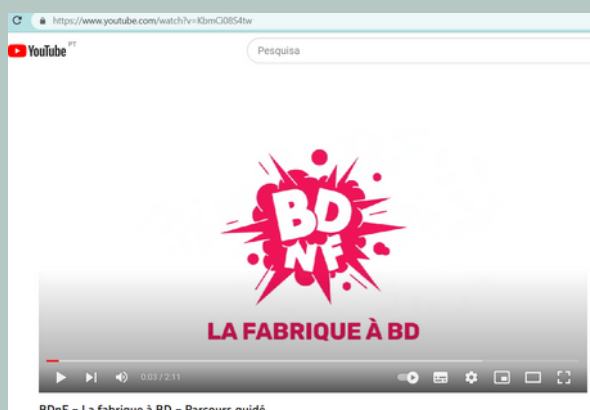 https://www.youtube.com/watch?v=KbmCi08S4tw
YouTube PT
Pesquisa
BD
NF
LA FABRIQUE À BD
0:03 / 2:11
BDnF - La fabrique à BD - Parcours guidé